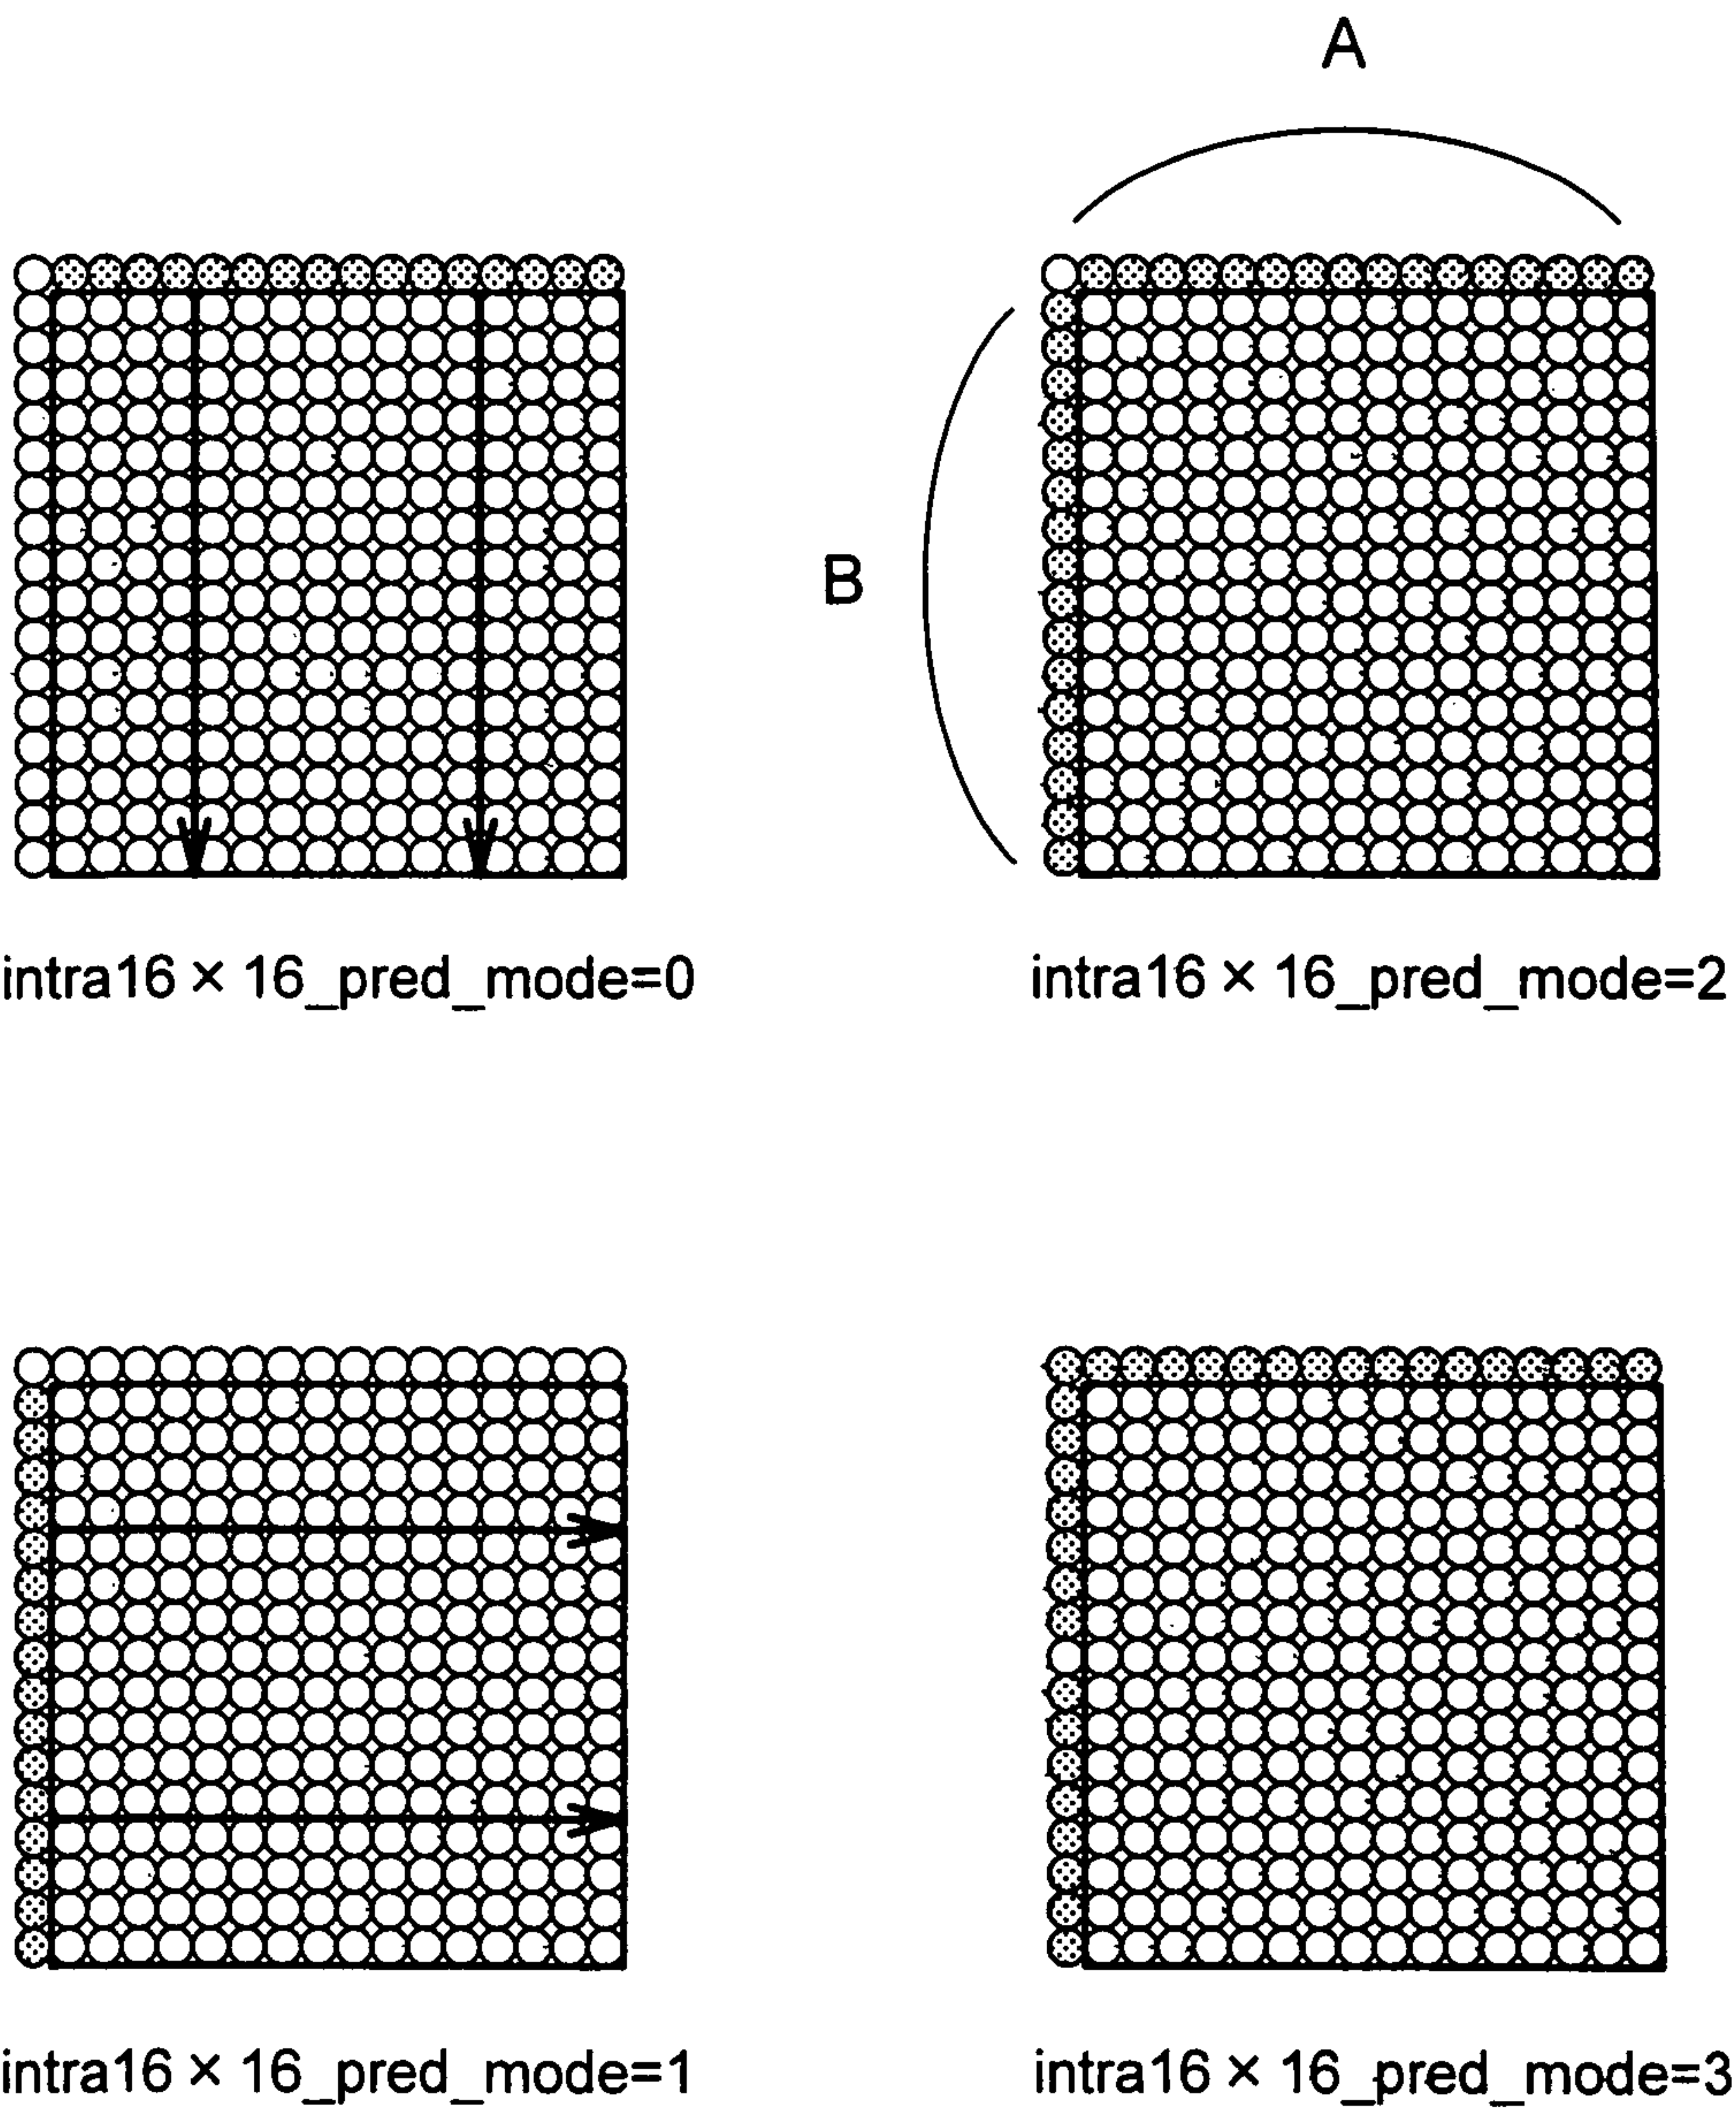 A
B
intra16 × 16_pred_mode=0
intra16 × 16_pred_mode=2
intra16 × 16_pred_mode=1
intra16 × 16_pred_mode=3